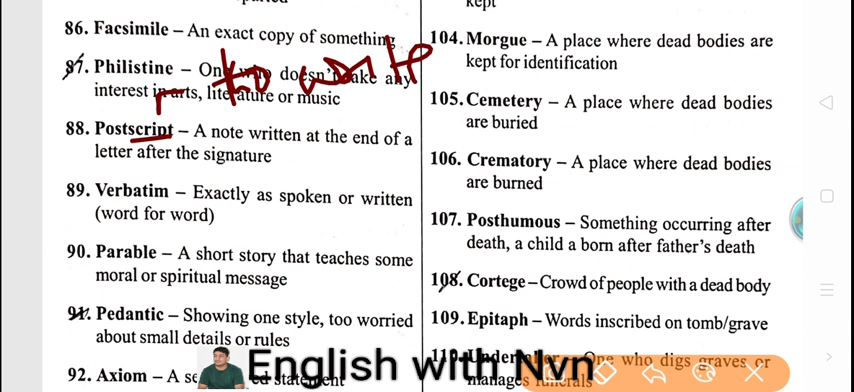 86. Facsimile – An exact copy of something
87. Philistine – One who doesn't take any
interest in arts, literature or music
to write
88. Postscript – A note written at the end of a
letter after the signature
89. Verbatim – Exactly as spoken or written
(word for word)
90. Parable – A short story that teaches some
moral or spiritual message
91. Pedantic – Showing one style, too worried
about small details or rules
92. Axiom – A statement
kept
104. Morgue – A place where dead bodies are
kept for identification
105. Cemetery – A place where dead bodies
are buried
106. Crematory – A place where dead bodies
are burned
107. Posthumous – Something occurring after
death, a child a born after father's death
108. Cortege – Crowd of people with a dead body
109. Epitaph – Words inscribed on tomb/grave
110. Undertaker – One who digs graves or
manages funerals
English with Nvn